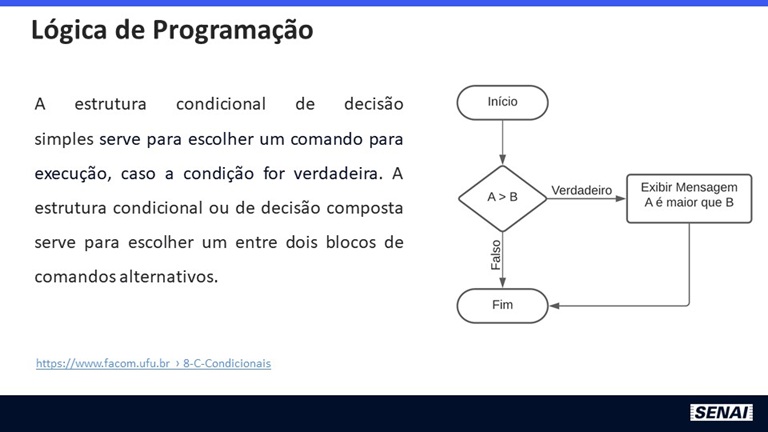 Lógica de Programação
A estrutura condicional de decisão
simples serve para escolher um comando para
execução, caso a condição for verdadeira. A
estrutura condicional ou de decisão composta
serve para escolher um entre dois blocos de
comandos alternativos.
https://www.facom.ufu.br › 8-C-Condicionais
Início
A > B
Verdadeiro
Exibir Mensagem
A é maior que B
Falso
Fim
SENAI